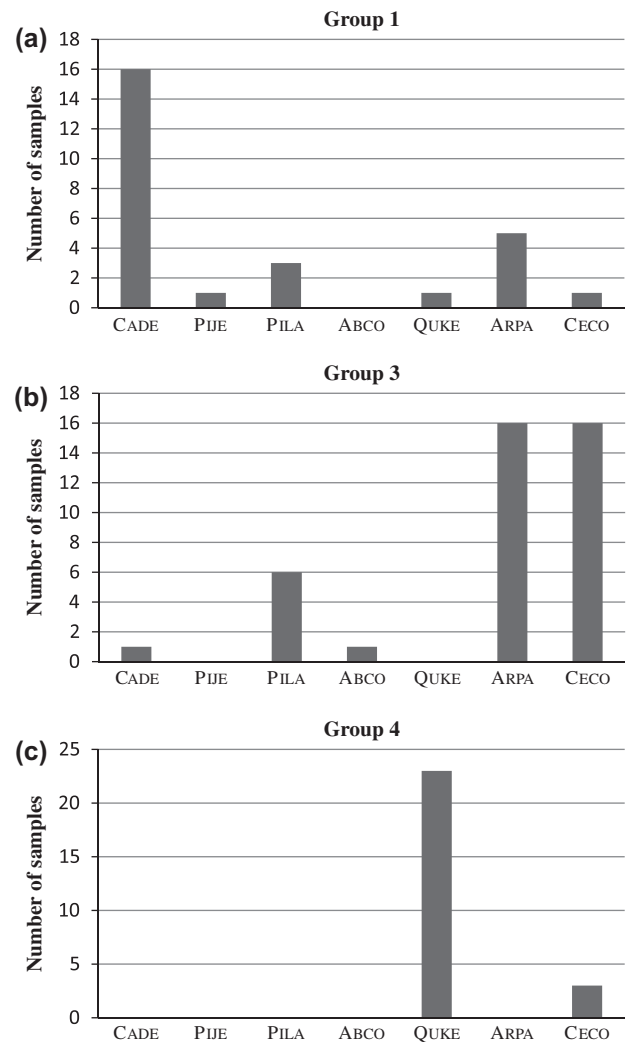 (a)
Group 1
Number of samples
18
16
14
12
10
8
6
4
2
0
CADE PIJE PILA ABCO QUKE ARPA CECO
(b)
Group 3
Number of samples
18
16
14
12
10
8
6
4
2
0
CADE PIJE PILA ABCO QUKE ARPA CECO
(c)
Group 4
Number of samples
25
20
15
10
5
0
CADE PIJE PILA ABCO QUKE ARPA CECO